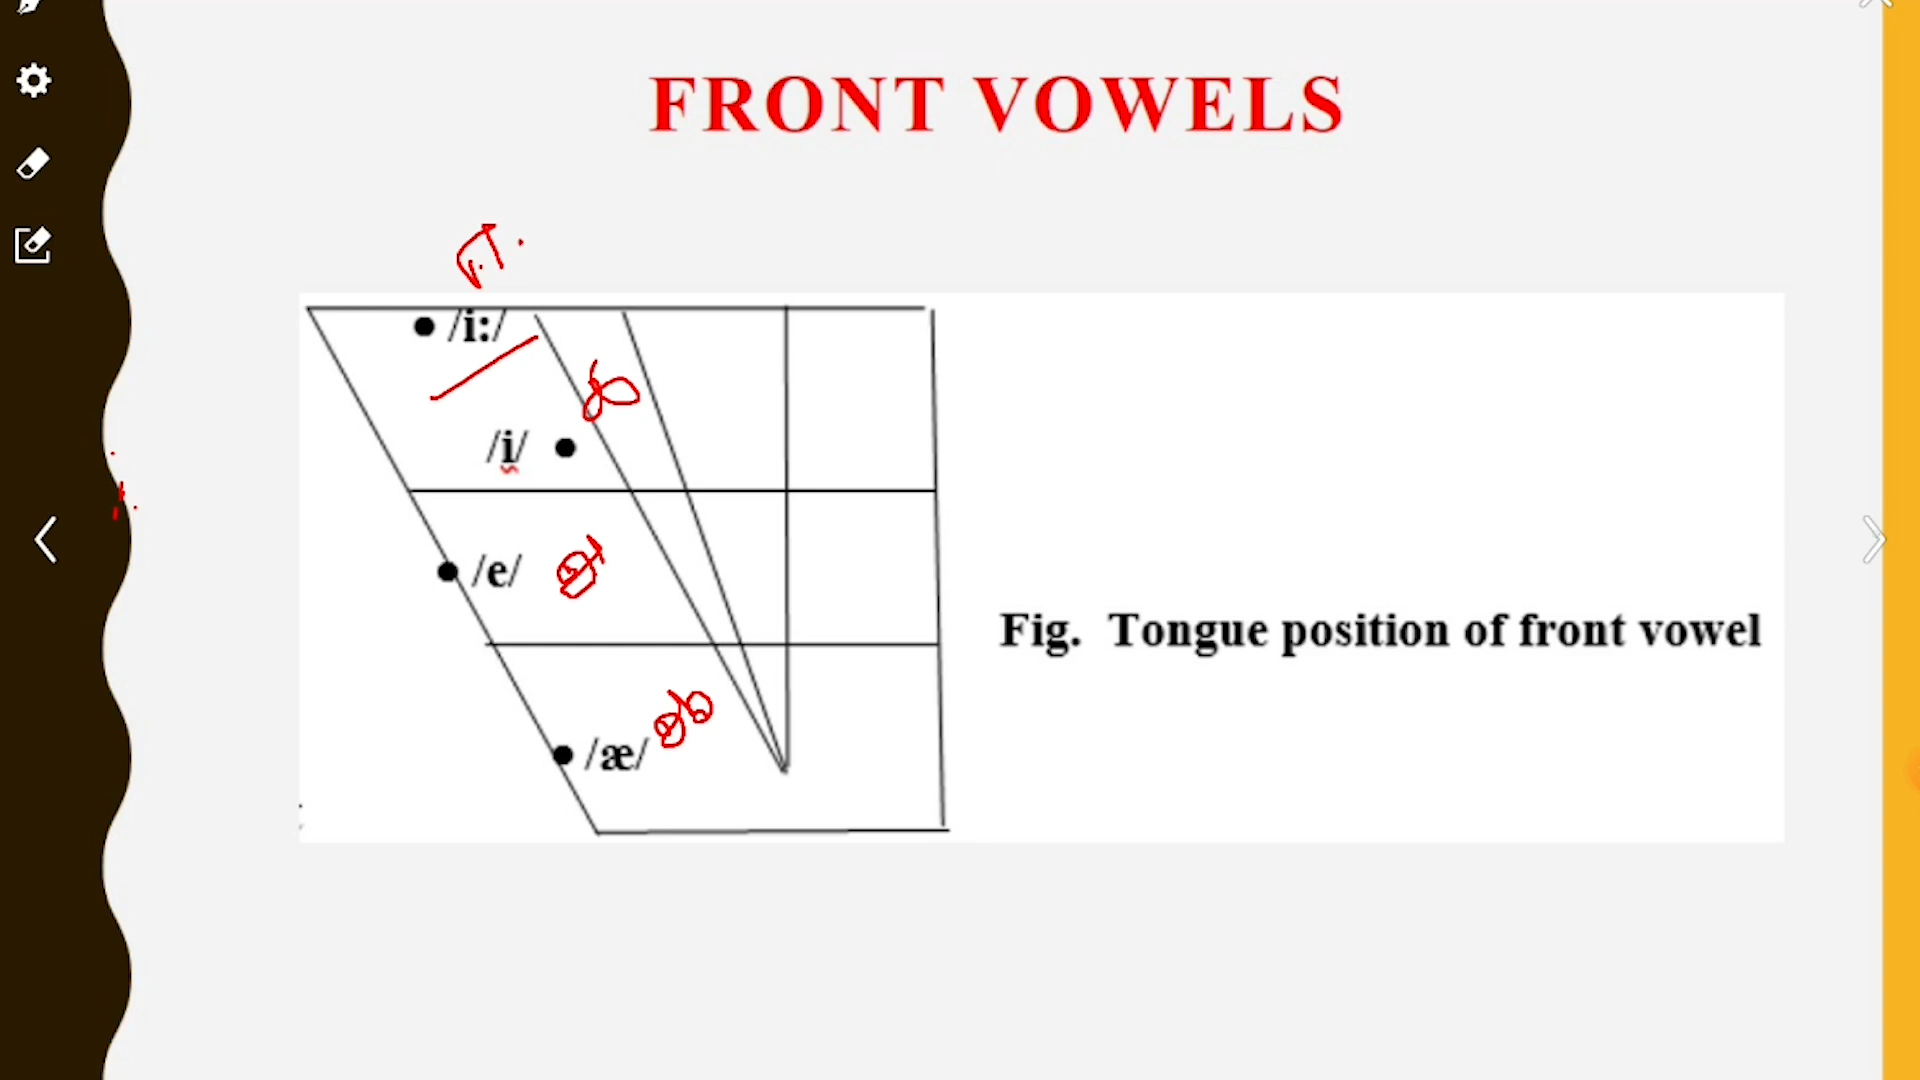 FRONT VOWELS
/i:/
/i/
/e/
/æ/
Fig. Tongue position of front vowel